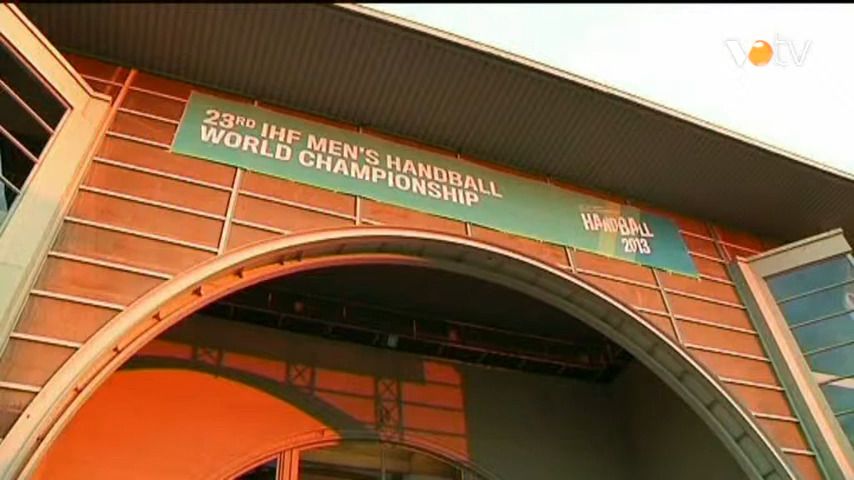 votv
23RD IHF MEN'S HANDBALL
WORLD CHAMPIONSHIP
HANDBALL
2013